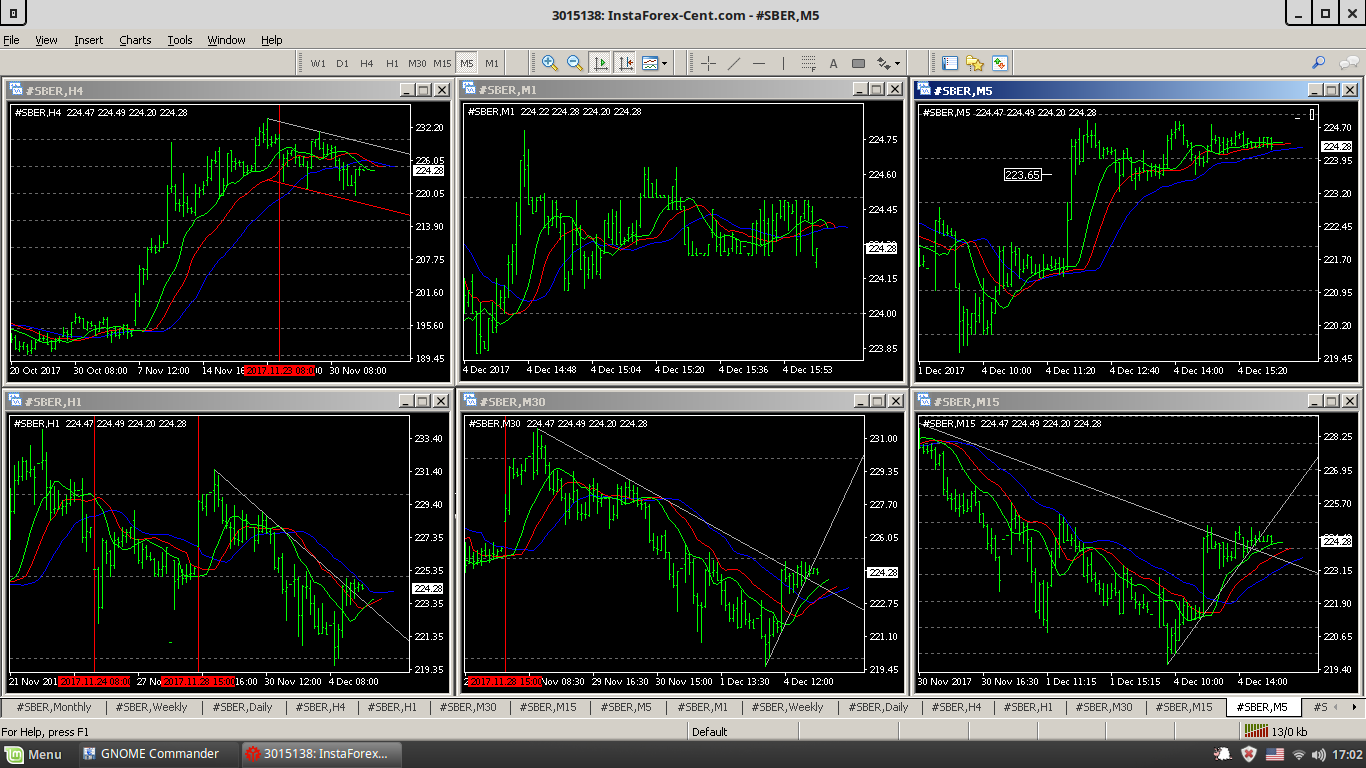 3015138: InstaForex-Cent.com - #SBER,M5
File View Insert Charts Tools Window Help
W1 D1 H4 H1 M30 M15 M5 M1
A
#SBER,H4
#SBER,H4 224.47 224.49 224.20 224.28
232.20
226.05
224.28
220.05
213.90
207.75
201.60
195.60
189.45
20 Oct 2017 30 Oct 08:00 7 Nov 12:00 14 Nov 2017.11.23 08:00 30 Nov 08:00
#SBER,M1
#SBER,M1 224.22 224.28 224.20 224.28
224.75
224.60
224.45
224.28
224.15
224.00
223.85
4 Dec 2017 4 Dec 14:48 4 Dec 15:04 4 Dec 15:20 4 Dec 15:36 4 Dec 15:53
#SBER,M5
#SBER,M5 224.47 224.49 224.20 224.28
223.65
224.70
224.28
223.20
222.45
221.70
220.95
220.20
219.45
1 Dec 2017 4 Dec 10:00 4 Dec 11:20 4 Dec 12:40 4 Dec 14:00 4 Dec 15:20
#SBER,H1
#SBER,H1 224.47 224.49 224.20 224.28
233.40
231.40
229.40
227.35
225.35
224.28
223.35
221.35
219.35
21 Nov 2017.11.24 08:00 27 2017.11.28 15:00 16:00 30 Nov 12:00 4 Dec 08:00
#SBER,M30
#SBER,M30 224.47 224.49 224.20 224.28
231.00
229.35
227.70
226.05
224.28
222.75
221.10
219.45
2017.11.28 15:00 08:30 29 Nov 16:30 30 Nov 15:00 1 Dec 13:30 4 Dec 12:00
#SBER,M15
#SBER,M15 224.47 224.49 224.20 224.28
228.25
226.95
225.70
224.28
223.15
221.90
220.65
219.40
30 Nov 2017 30 Nov 16:30 1 Dec 11:15 1 Dec 15:15 4 Dec 10:00 4 Dec 14:00
#SBER,Monthly #SBER,Weekly #SBER,Daily #SBER,H4 #SBER,H1 #SBER,M30 #SBER,M15 #SBER,M5 #SBER,M1 #SBER,Weekly #SBER,Daily #SBER,H4 #SBER,H1 #SBER,M30 #SBER,M15 #SBER,M5 #S
For Help, press F1 Default 13/0 kb
Menu GNOME Commander 3015138: InstaForex... 17:02